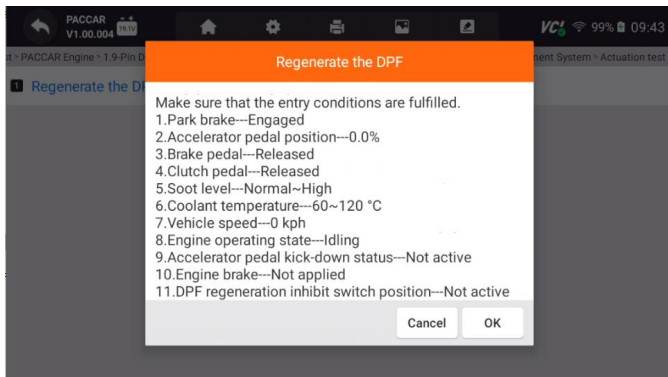 PACCAR
V1.00.004
VCI 99% 09:43
PACCAR Engine > 1.9-Pin D
nent System > Actuation test
Regenerate the DPF
1 Regenerate the DP
Make sure that the entry conditions are fulfilled.
1.Park brake---Engaged
2.Accelerator pedal position---0.0%
3.Brake pedal---Released
4.Clutch pedal---Released
5.Soot level---Normal~High
6.Coolant temperature---60~120 °C
7.Vehicle speed---0 kph
8.Engine operating state---Idling
9.Accelerator pedal kick-down status---Not active
10.Engine brake---Not applied
11.DPF regeneration inhibit switch position---Not active
Cancel OK